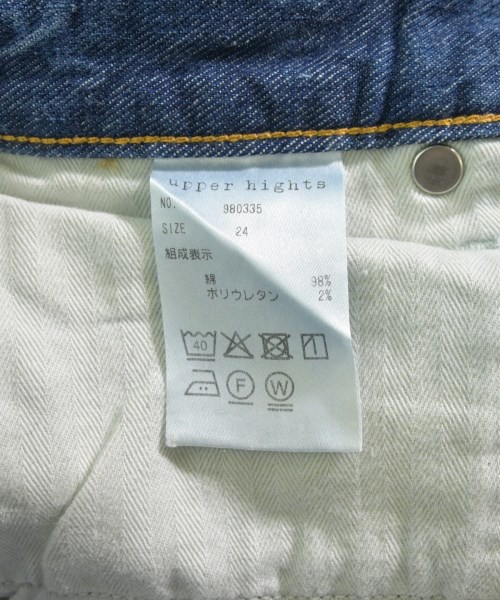 upper hights
NO. 980335
SIZE 24
組成表示
綿 98%
ポリウレタン 2%
40
F W